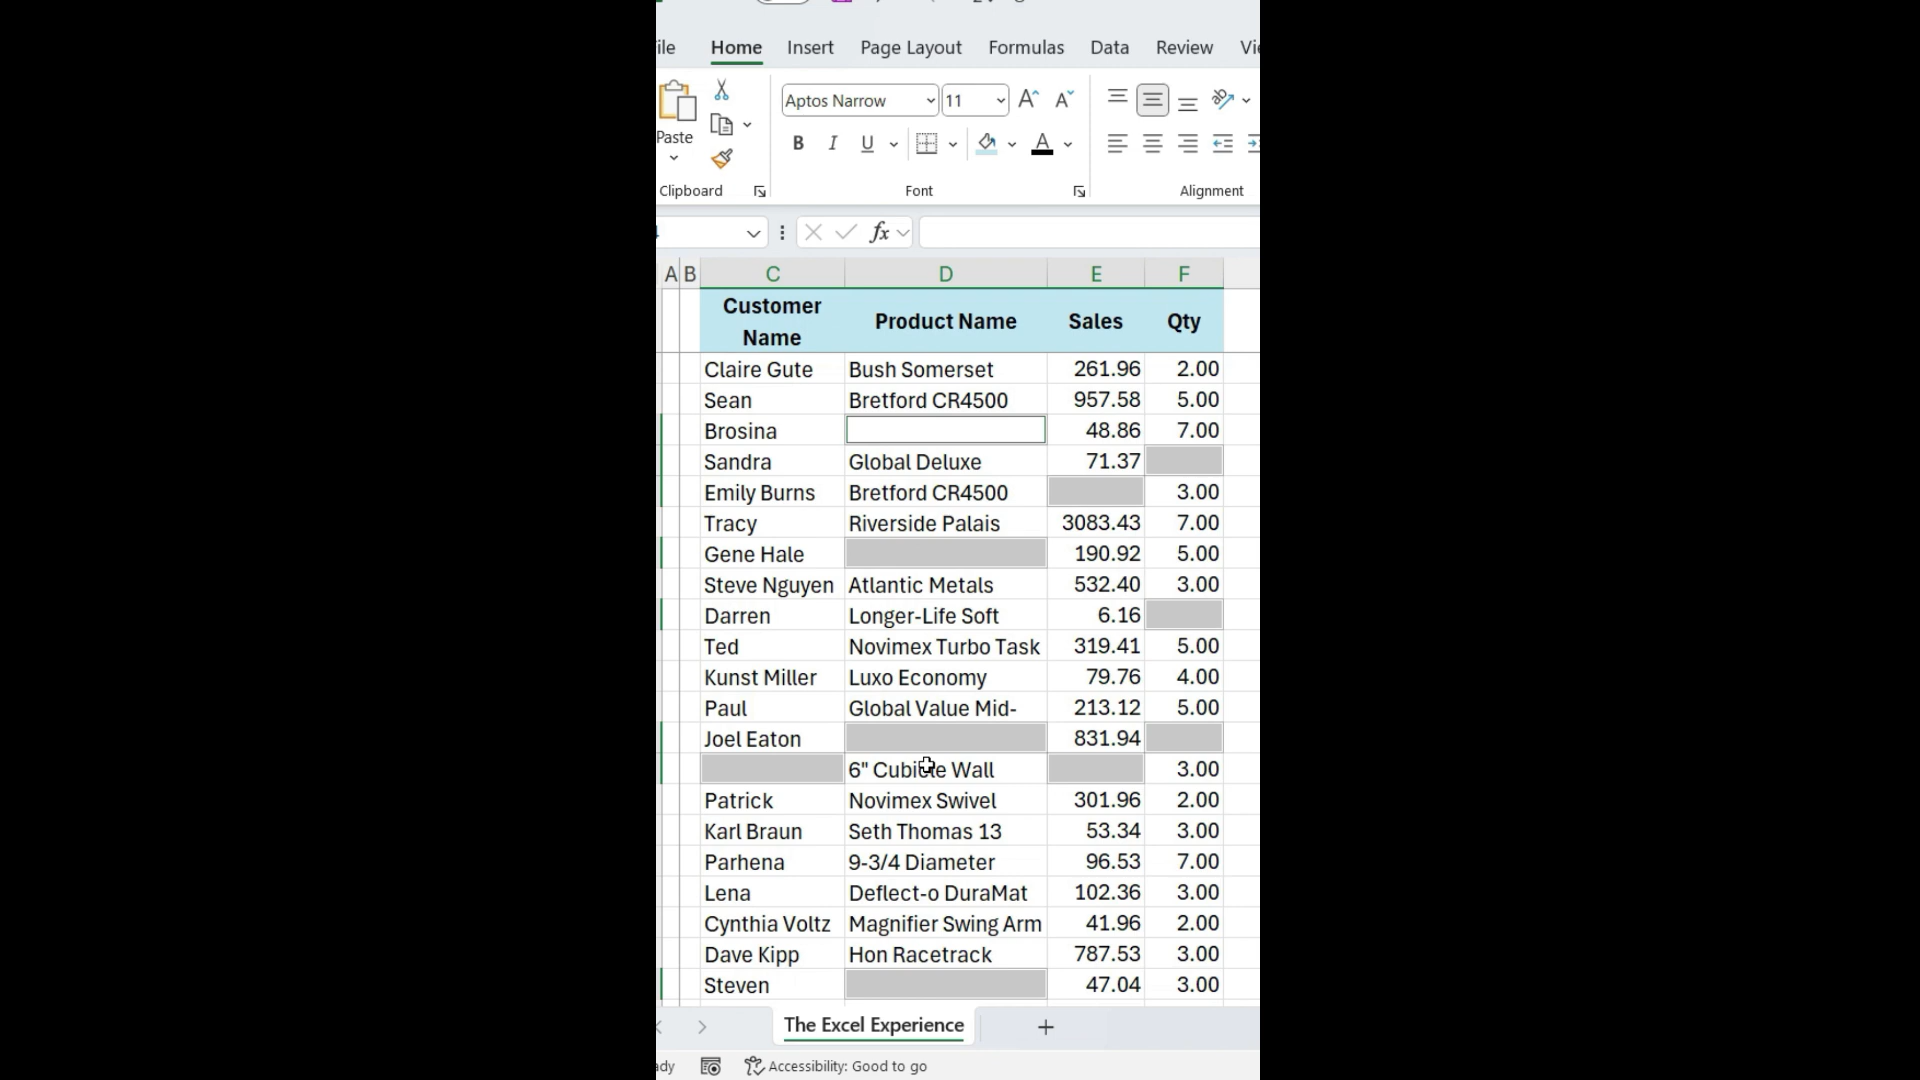 ile Home Insert Page Layout Formulas Data Review Vi
Aptos Narrow 11 A A
Paste B I U A
Clipboard Font Alignment
fx
A B C D E F
Customer Name Product Name Sales Qty
Claire Gute Bush Somerset 261.96 2.00
Sean Bretford CR4500 957.58 5.00
Brosina 48.86 7.00
Sandra Global Deluxe 71.37
Emily Burns Bretford CR4500 3.00
Tracy Riverside Palais 3083.43 7.00
Gene Hale 190.92 5.00
Steve Nguyen Atlantic Metals 532.40 3.00
Darren Longer-Life Soft 6.16
Ted Novimex Turbo Task 319.41 5.00
Kunst Miller Luxo Economy 79.76 4.00
Paul Global Value Mid- 213.12 5.00
Joel Eaton 831.94
6" Cubicle Wall 3.00
Patrick Novimex Swivel 301.96 2.00
Karl Braun Seth Thomas 13 53.34 3.00
Parhena 9-3/4 Diameter 96.53 7.00
Lena Deflect-o DuraMat 102.36 3.00
Cynthia Voltz Magnifier Swing Arm 41.96 2.00
Dave Kipp Hon Racetrack 787.53 3.00
Steven 47.04 3.00
The Excel Experience
ady Accessibility: Good to go